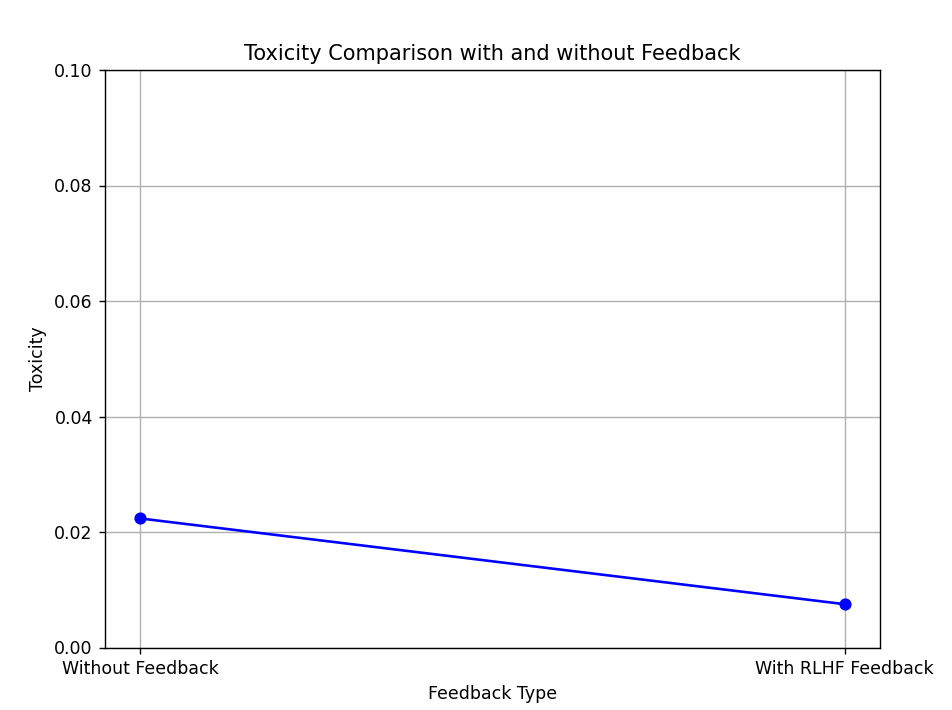 Toxicity Comparison with and without Feedback
0.10
0.08
0.06
0.04
0.02
0.00
Toxicity
Without Feedback
With RLHF Feedback
Feedback Type